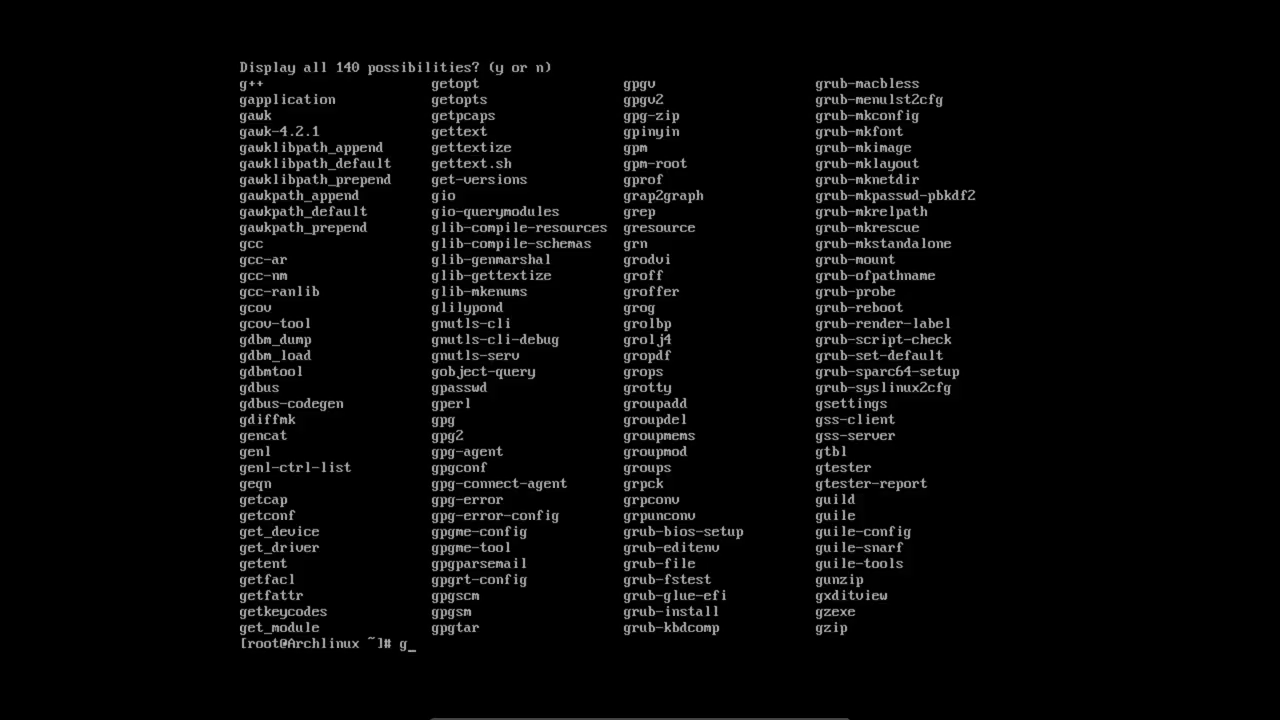 Display all 140 possibilities? (y or n)
g++ getopt gpgv grub-macbless
gapplication getopts gpgv2 grub-menulst2cfg
gawk getpcaps gpg-zip grub-mkconfig
gawk-4.2.1 gettext gpinyin grub-mkfont
gawklibpath_append gettextize gpm grub-mkimage
gawklibpath_default gettext.sh gpm-root grub-mklayout
gawklibpath_prepend get-versions gprof grub-mknetdir
gawkpath_append gio grap2graph grub-mkpasswd-pbkdf2
gawkpath_default gio-querymodules grep grub-mkrelpath
gawkpath_prepend glib-compile-resources gresource grub-mkrescue
gcc glib-compile-schemas grn grub-mkstandalone
gcc-ar glib-genmarshal grodvi grub-mount
gcc-nm glib-gettextize groff grub-ofpathname
gcc-ranlib glib-mkenums groffer grub-probe
gcov glilypond grog grub-reboot
gcov-tool gnutls-cli grolbp grub-render-label
gdbm_dump gnutls-cli-debug grolj4 grub-script-check
gdbm_load gnutls-serv gropdf grub-set-default
gdbmtool gobject-query grops grub-sparc64-setup
gdbus gpasswd grotty grub-syslinux2cfg
gdbus-codegen gperl groupadd gsettings
gdiffmk gpg groupdel gss-client
gencat gpg2 groupmems gss-server
genl gpg-agent groupmod gtbl
genl-ctrl-list gpgconf groups gtester
geqn gpg-connect-agent grpck gtester-report
getcap gpg-error grpconv guild
getconf gpg-error-config grpunconv guile
get_device gpgme-config grub-bios-setup guile-config
get_driver gpgme-tool grub-editenv guile-snarf
getent gpgparsemail grub-file guile-tools
getfacl gpgrt-config grub-fstest gunzip
getfattr gpgscm grub-glue-efi gxditview
getkeycodes gpgsm grub-install gzexe
get_module gpgtar grub-kbdcomp gzip
[root@Archlinux ~]# g_